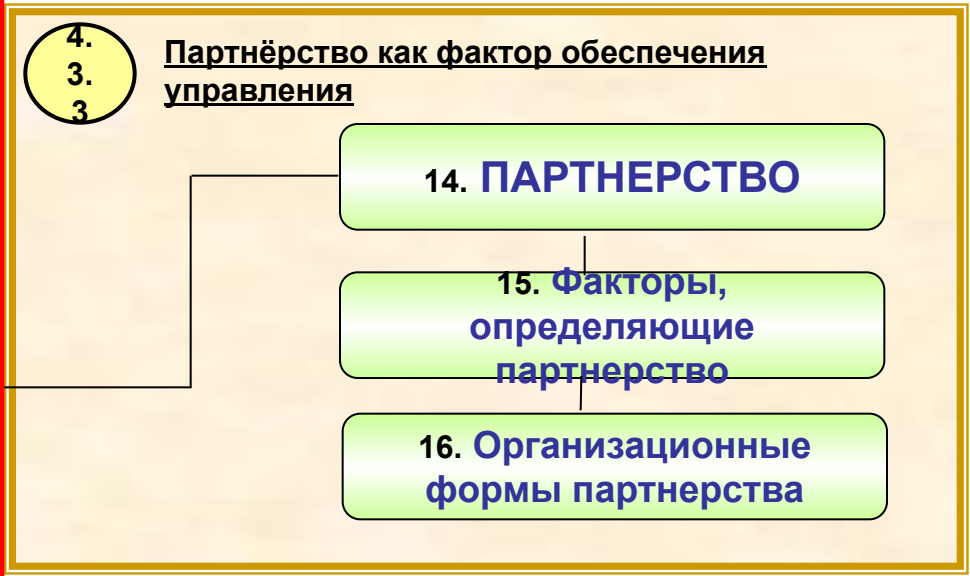 4.
3.
3
Партнёрство как фактор обеспечения
управления
14. ПАРТНЕРСТВО
15. Факторы,
определяющие
партнерство
16. Организационные
формы партнерства